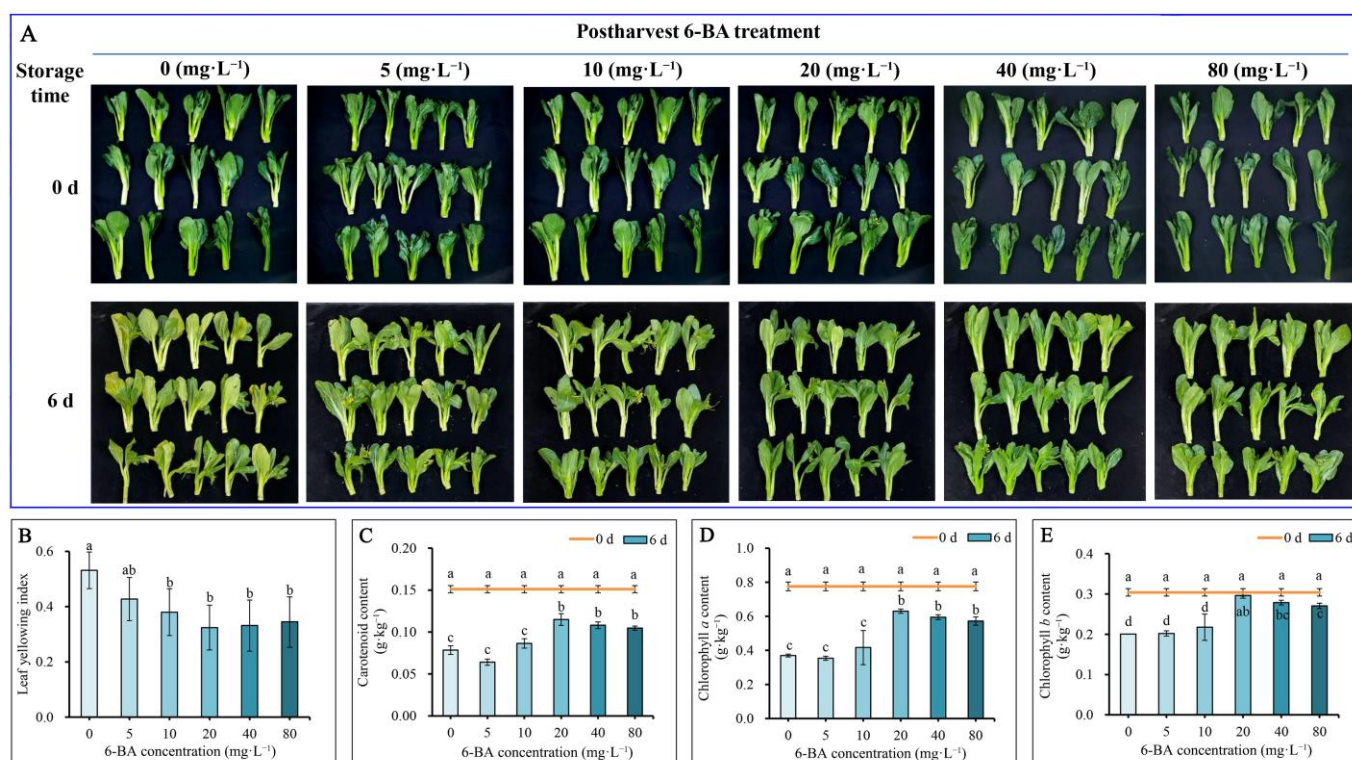 A
Postharvest 6-BA treatment
Storage time
0 (mg·L⁻¹)
5 (mg·L⁻¹)
10 (mg·L⁻¹)
20 (mg·L⁻¹)
40 (mg·L⁻¹)
80 (mg·L⁻¹)
0 d
6 d
B
Leaf yellowing index
0.6
0.4
0.2
0.0
a
ab
b
b
b
b
0
5
10
20
40
80
6-BA concentration (mg·L⁻¹)
C
0 d
6 d
Carotenoid content
(g·kg⁻¹)
0.20
0.15
0.10
0.05
0.00
a
a
a
a
a
a
c
c
c
b
b
b
0
5
10
20
40
80
6-BA concentration (mg·L⁻¹)
D
0 d
6 d
Chlorophyll a content
(g·kg⁻¹)
1.0
0.8
0.6
0.4
0.2
0.0
a
a
a
a
a
a
c
c
c
b
b
b
0
5
10
20
40
80
6-BA concentration (mg·L⁻¹)
E
0 d
6 d
Chlorophyll b content
(g·kg⁻¹)
0.4
0.3
0.2
0.1
0.0
a
a
a
a
a
a
d
d
d
ab
bc
c
0
5
10
20
40
80
6-BA concentration (mg·L⁻¹)